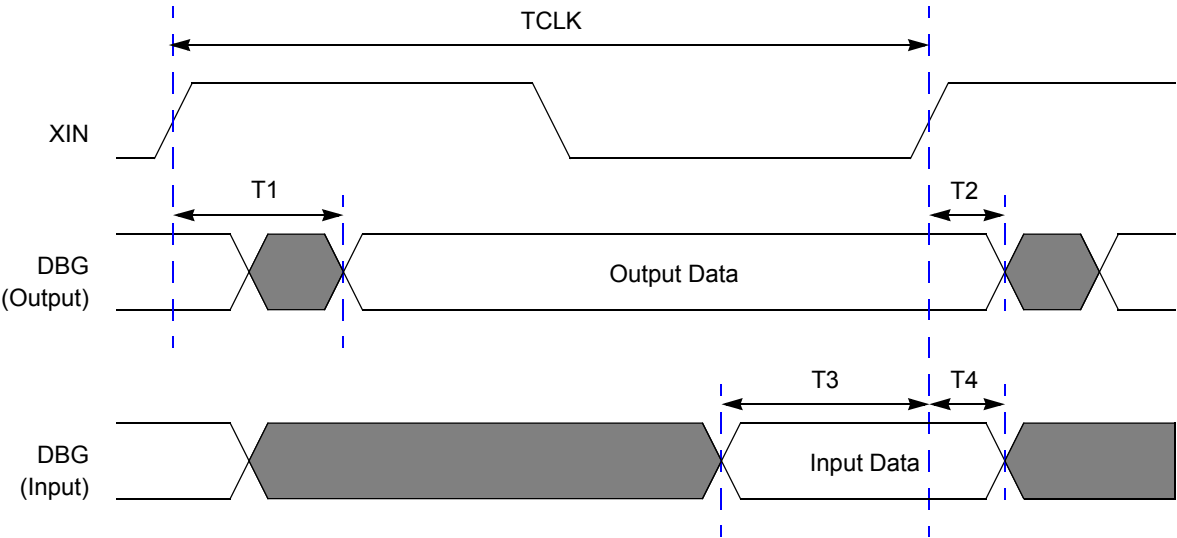 TCLK
XIN
T1
T2
DBG
(Output)
Output Data
T3
T4
DBG
(Input)
Input Data